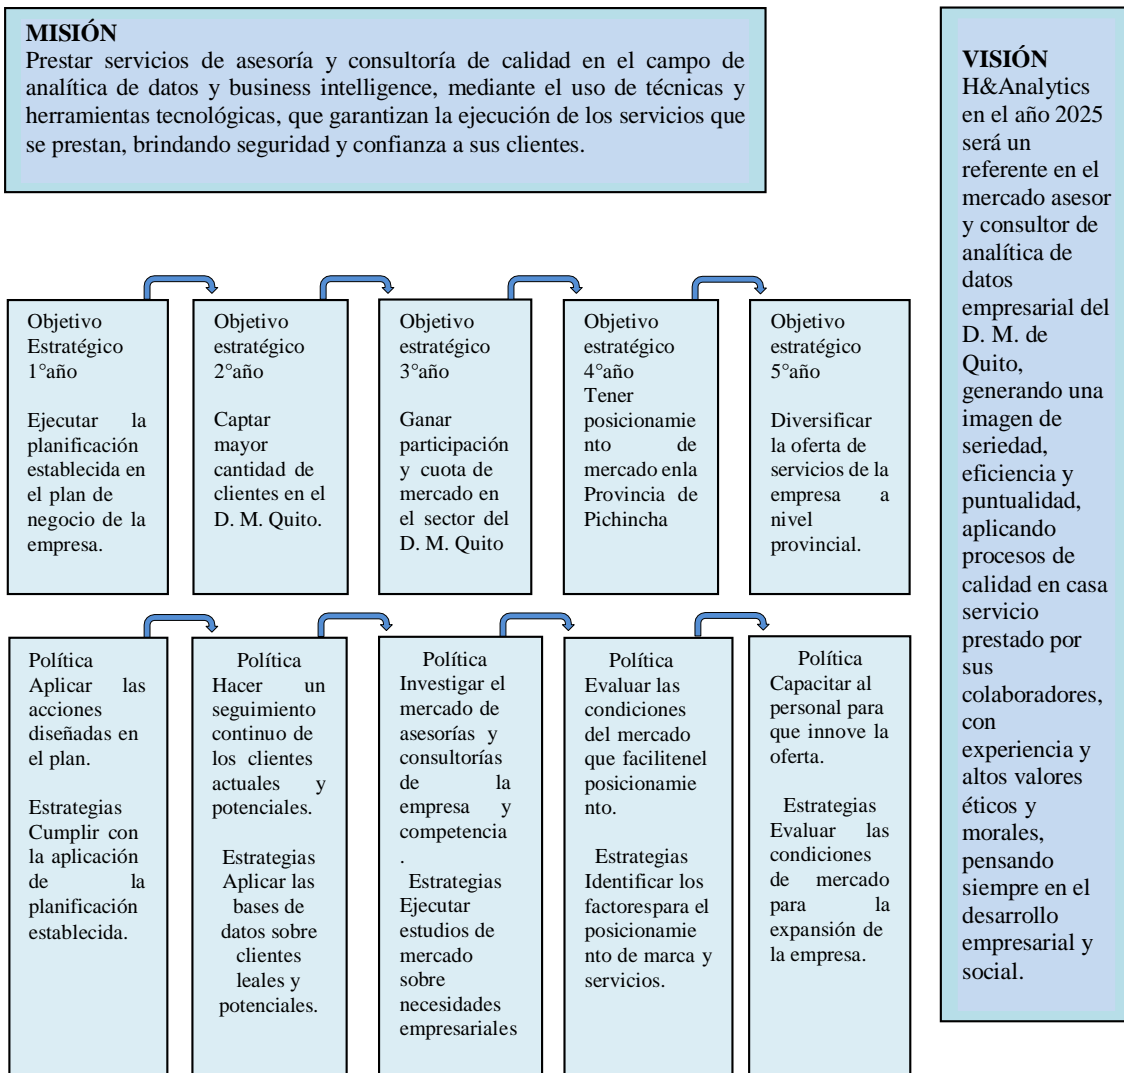 MISIÓN
Prestar servicios de asesoría y consultoría de calidad en el campo de
analítica de datos y business intelligence, mediante el uso de técnicas y
herramientas tecnológicas, que garantizan la ejecución de los servicios que
se prestan, brindando seguridad y confianza a sus clientes.
Objetivo
Estratégico
1°año
Ejecutar la
planificación
establecida en
el plan de
negocio de la
empresa.
Objetivo
estratégico
2°año
Captar
mayor
cantidad de
clientes en el
D. M. Quito.
Objetivo
estratégico
3°año
Ganar
participación
y cuota de
mercado en
el sector del
D. M. Quito
Objetivo
estratégico
4°año
Tener
posicionamie
nto de
mercado enla
Provincia de
Pichincha
Objetivo
estratégico
5°año
Diversificar
la oferta de
servicios de la
empresa a
nivel
provincial.
Política
Aplicar las
acciones
diseñadas en
el plan.
Estrategias
Cumplir con
la aplicación
de la
planificación
establecida.
Política
Hacer un
seguimiento
continuo de
los clientes
actuales y
potenciales.
Estrategias
Aplicar las
bases de
datos sobre
clientes
leales y
potenciales.
Política
Investigar el
mercado de
asesorías y
consultorías
de la
empresa y
competencia
.
Estrategias
Ejecutar
estudios de
mercado
sobre
necesidades
empresariales
Política
Evaluar las
condiciones
del mercado
que facilitenel
posicionamie
nto.
Estrategias
Identificar los
factorespara el
posicionamie
nto de marca y
servicios.
Política
Capacitar al
personal para
que innove la
oferta.
Estrategias
Evaluar las
condiciones
de mercado
para la
expansión de
la empresa.
VISIÓN
H&Analytics
en el año 2025
será un
referente en el
mercado asesor
y consultor de
analítica de
datos
empresarial del
D. M. de
Quito,
generando una
imagen de
seriedad,
eficiencia y
puntualidad,
aplicando
procesos de
calidad en casa
servicio
prestado por
sus
colaboradores,
con
experiencia y
altos valores
éticos y
morales,
pensando
siempre en el
desarrollo
empresarial y
social.